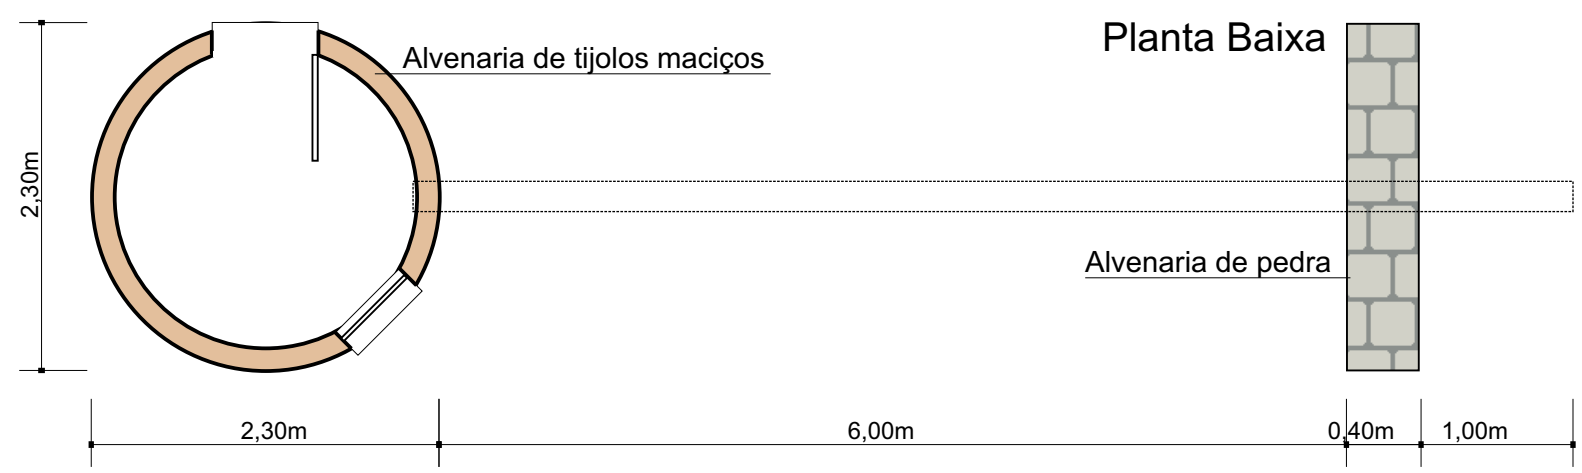 Planta Baixa
Alvenaria de tijolos maciços
2,30m
Alvenaria de pedra
2,30m
6,00m
0,40m
1,00m